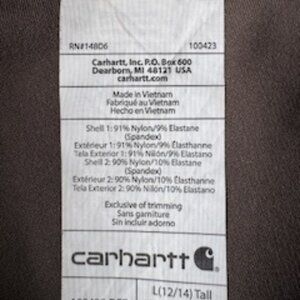 RN#14806 100423
Carhartt, Inc. P.O. Box 600
Dearborn, MI 48121 USA
carhartt.com
Made in Vietnam
Fabriqué au Vietnam
Hecho en Vietnam
Shell 1: 91% Nylon/9% Elastane
(Spandex)
Extérieur 1: 91% Nylon/9% Élasthanne
Tela Exterior 1: 91% Nilón/9% Elastano
Shell 2: 90% Nylon/10% Elastane
(Spandex)
Extérieur 2: 90% Nylon/10% Élasthanne
Tela Exterior 2: 90% Nilón/10% Elastano
Exclusive of trimming
Sans garniture
Sin incluir adorno
carhartt
L(12/14) Tall